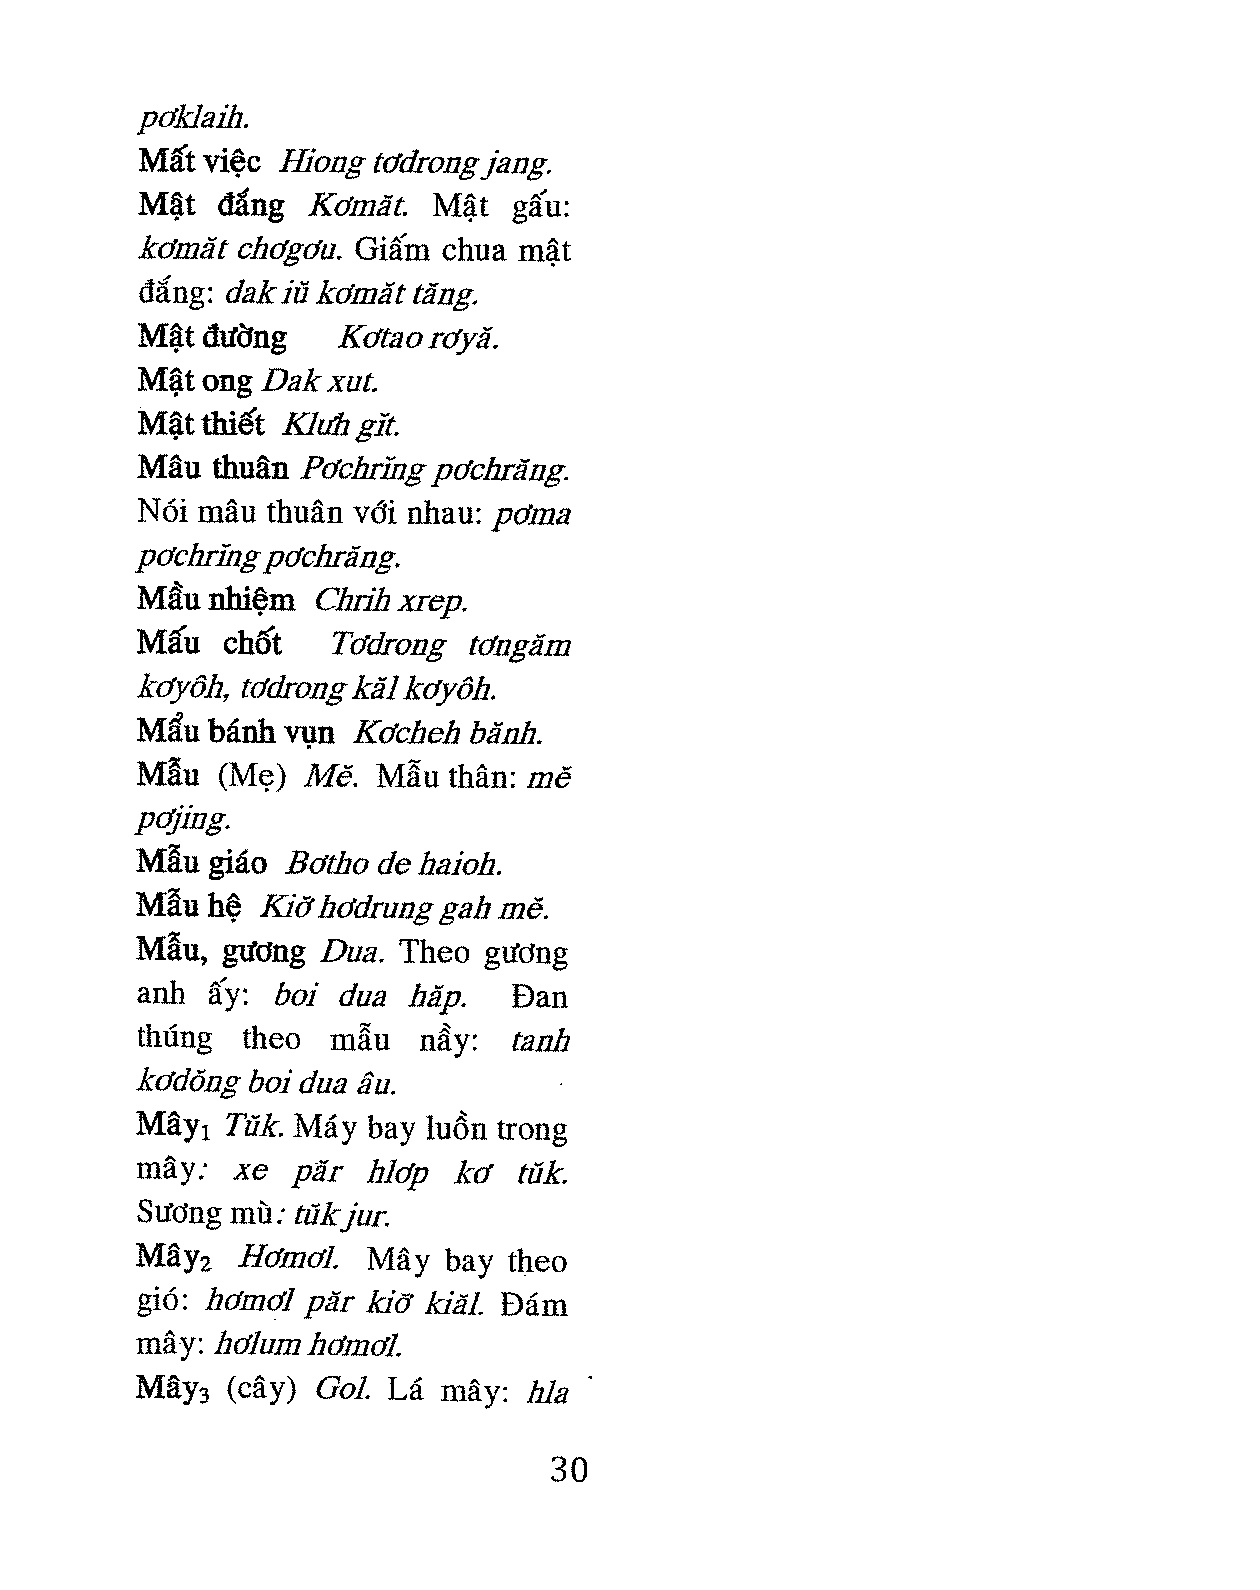 pơklaih.
Mất việc Hiong tơdrong jang.
Mật đắng Kơmăt. Mật gấu:
kơmăt chơgơu. Giấm chua mật
đắng: dak iŭ kơmăt tăng.
Mật đường Kơtao rơyă.
Mật ong Dak xut.
Mật thiết Klưh gĭt.
Mâu thuân Pơchrĭng pơchrăng.
Nói mâu thuân với nhau: pơma
pơchrĭng pơchrăng.
Mầu nhiệm Chrih xrep.
Mấu chốt Tơdrong tơngăm
kơyôh, tơdrong kăl kơyôh.
Mẩu bánh vụn Kơcheh bănh.
Mẫu (Mẹ) Mĕ. Mẫu thân: mĕ
pơjing.
Mẫu giáo Bơtho de haioh.
Mẫu hệ Kiơ̆ hơdrung gah mĕ.
Mẫu, gương Dua. Theo gương
anh ấy: boi dua hăp. Đan
thúng theo mẫu nầy: tanh
kơdŏng boi dua âu.
Mây₁ Tŭk. Máy bay luồn trong
mây: xe păr hlơp kơ tŭk.
Sương mù: tŭk jur.
Mây₂ Hơmơl. Mây bay theo
gió: hơmơl păr kiơ̆ kiăl. Đám
mây: hơlum hơmơl.
Mây₃ (cây) Gol. Lá mây: hla
30